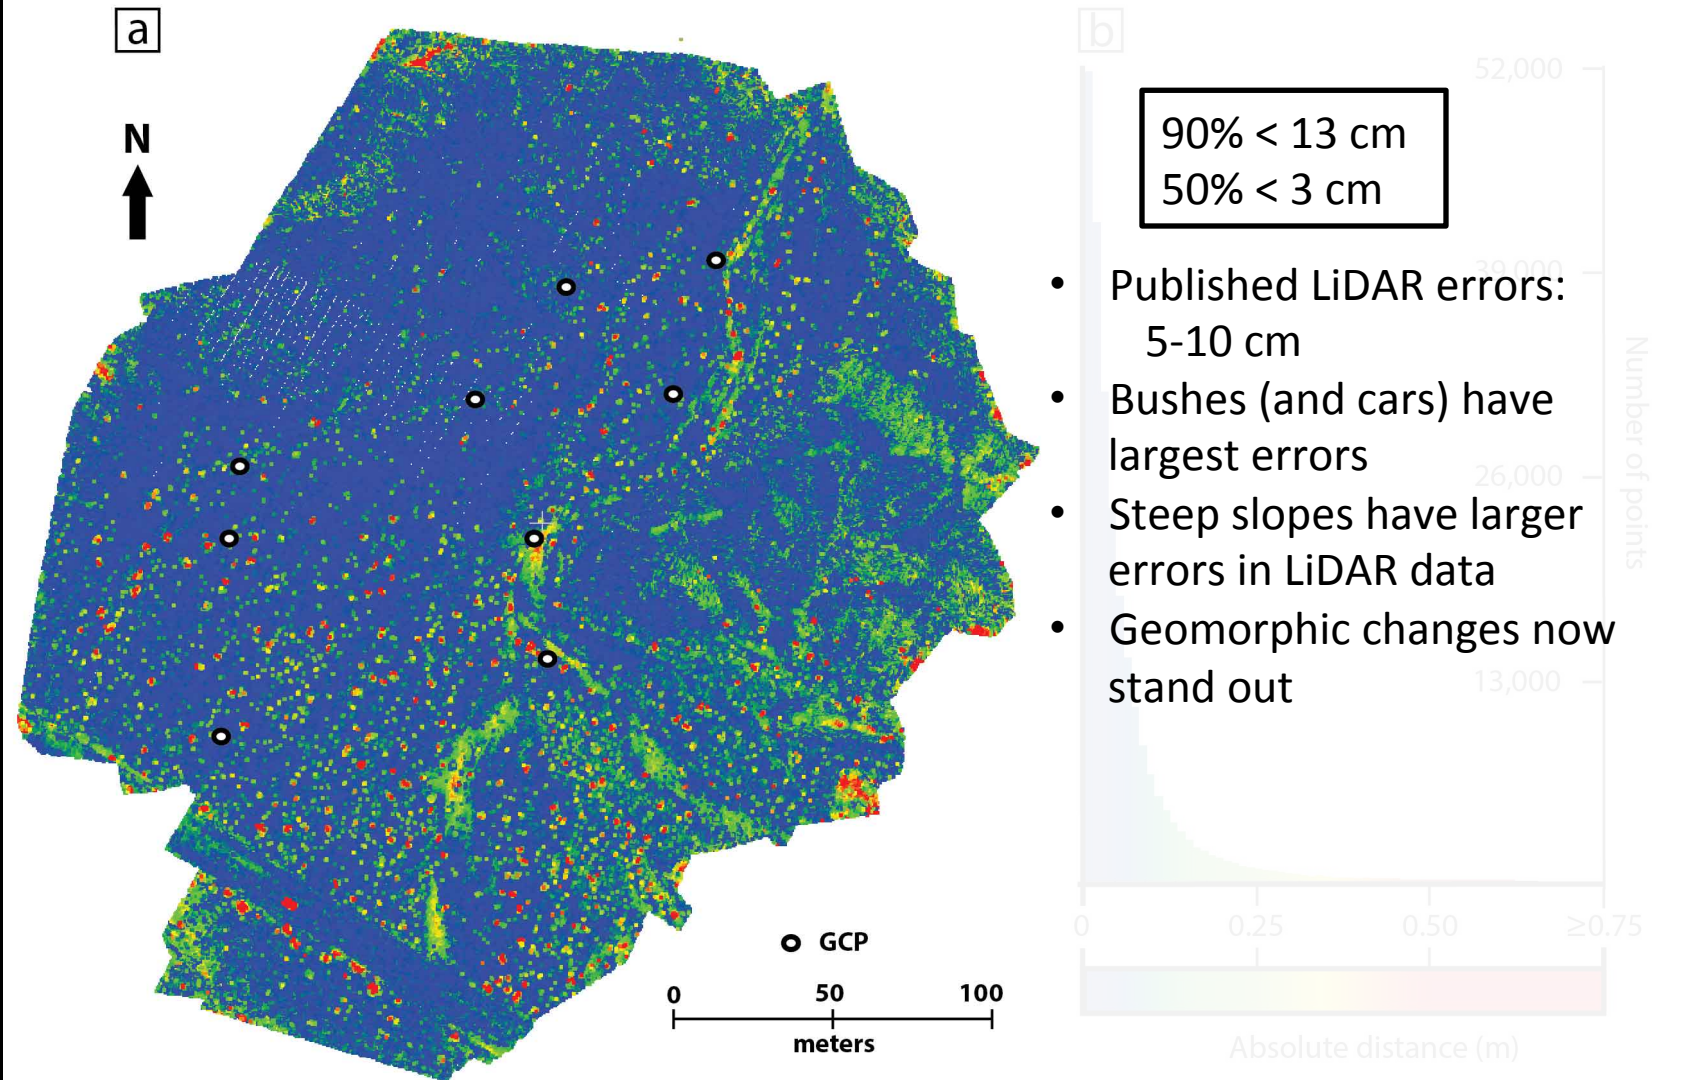 a
N
GCP
0 50 100
meters
b
90% < 13 cm
50% < 3 cm
• Published LiDAR errors:
5-10 cm
• Bushes (and cars) have
largest errors
• Steep slopes have larger
errors in LiDAR data
• Geomorphic changes now
stand out
52,000
39,000
26,000
13,000
Number of points
0 0.25 0.50 ≥0.75
Absolute distance (m)